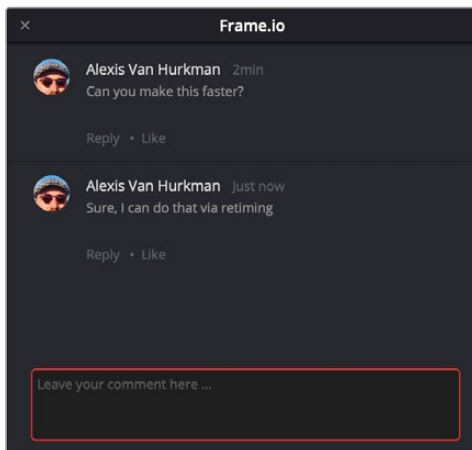 Frame.io
Alexis Van Hurkman 2min
Can you make this faster?
Reply • Like
Alexis Van Hurkman Just now
Sure, I can do that via retiming
Reply • Like
Leave your comment here ...